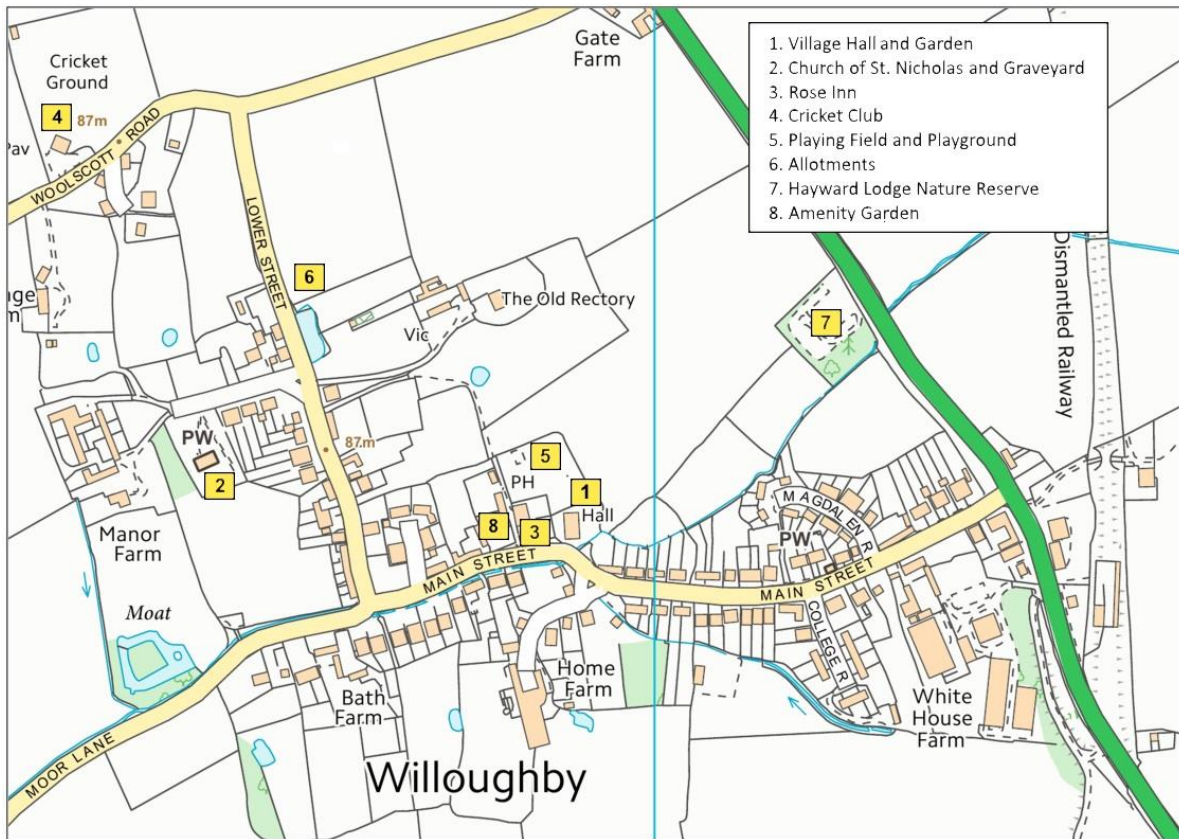 Gate
Farm
1. Village Hall and Garden
2. Church of St. Nicholas and Graveyard
3. Rose Inn
4. Cricket Club
5. Playing Field and Playground
6. Allotments
7. Hayward Lodge Nature Reserve
8. Amenity Garden
Cricket
Ground
4
87m
Pav
WOOLSCOTT ROAD
LOWER STREET
6
The Old Rectory
Vic
7
Dismantled Railway
PW
87m
2
5
PH
1
Hall
8
3
MAGDALEN R
PW
Manor
Farm
MAIN STREET
MAIN STREET
COLLEGE R
Moat
Bath
Farm
Home
Farm
White
House
Farm
MOOR LANE
Willoughby